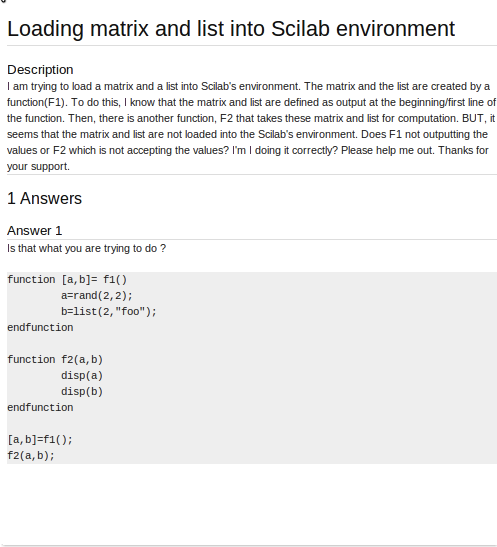 Loading matrix and list into Scilab environment
Description
I am trying to load a matrix and a list into Scilab's environment. The matrix and the list are created by a
function(F1). To do this, I know that the matrix and list are defined as output at the beginning/first line of
the function. Then, there is another function, F2 that takes these matrix and list for computation. BUT, it
seems that the matrix and list are not loaded into the Scilab's environment. Does F1 not outputting the
values or F2 which is not accepting the values? I'm I doing it correctly? Please help me out. Thanks for
your support.
1 Answers
Answer 1
Is that what you are trying to do ?
function [a,b]= f1()
        a=rand(2,2);
        b=list(2,"foo");
endfunction
function f2(a,b)
        disp(a)
        disp(b)
endfunction
[a,b]=f1();
f2(a,b);